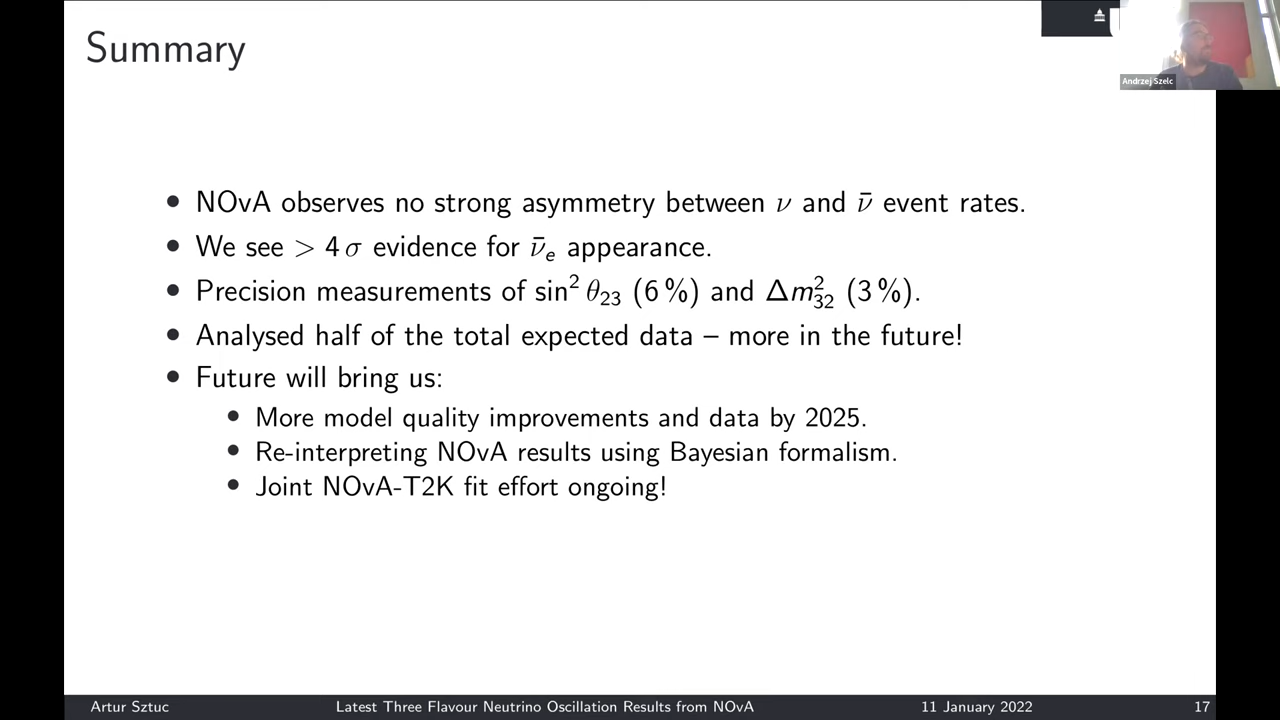 Summary
Andrzej Szelc
• NOvA observes no strong asymmetry between ν and ν̄ event rates.
• We see > 4 σ evidence for ν̄ₑ appearance.
• Precision measurements of sin² θ₂₃ (6 %) and Δm²₃₂ (3 %).
• Analysed half of the total expected data – more in the future!
• Future will bring us:
• More model quality improvements and data by 2025.
• Re-interpreting NOvA results using Bayesian formalism.
• Joint NOvA-T2K fit effort ongoing!
Artur Sztuc Latest Three Flavour Neutrino Oscillation Results from NOvA 11 January 2022 17